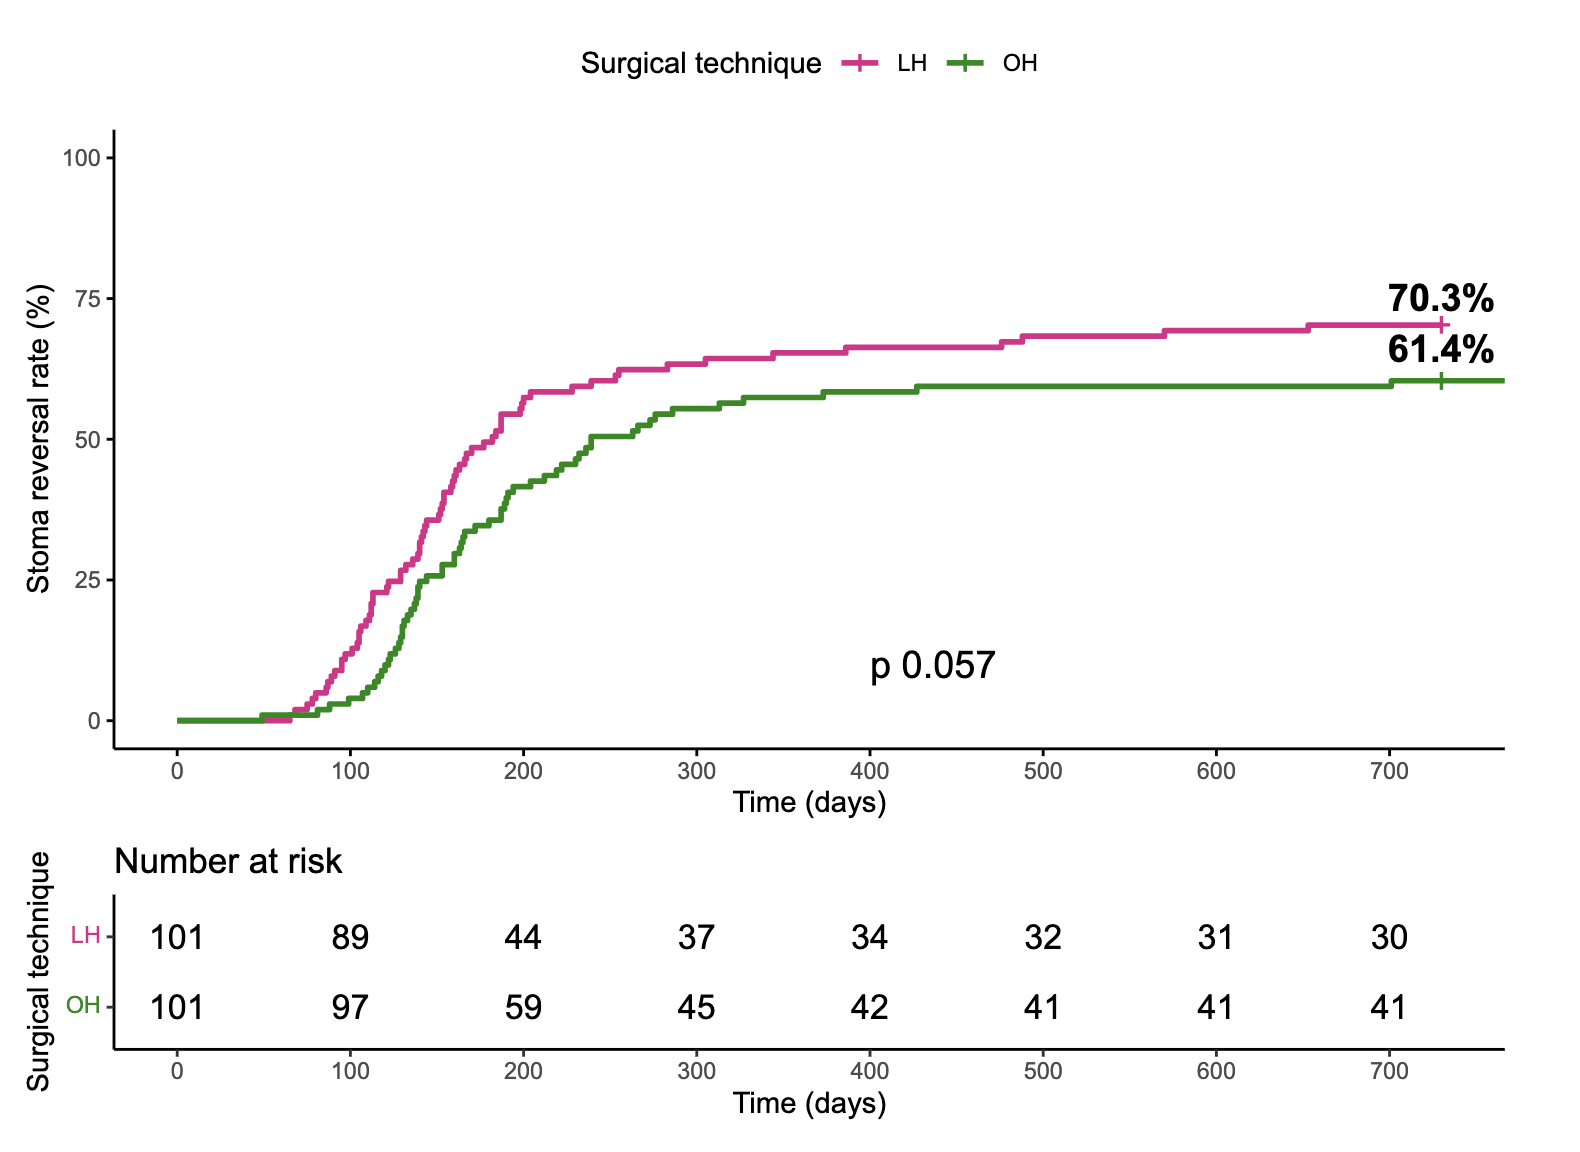 Surgical technique LH OH
Stoma reversal rate (%)
100
75
50
25
0
70.3%
61.4%
p 0.057
0 100 200 300 400 500 600 700
Time (days)
Number at risk
Surgical technique
LH 101 89 44 37 34 32 31 30
OH 101 97 59 45 42 41 41 41
0 100 200 300 400 500 600 700
Time (days)